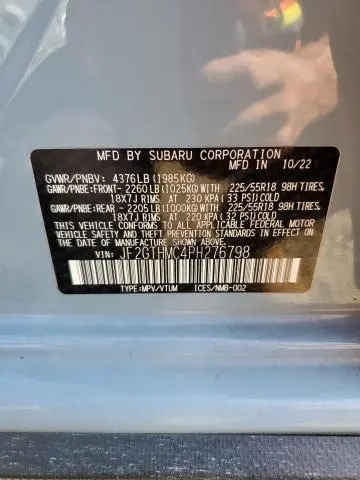 MFD BY SUBARU CORPORATION 10/22
GVWR/PNBV: 4376LB(1985KG) MFD IN JAPAN
GAWR/PNBE:FRONT- 2260LB(1025KG)WITH 225/55R18 98H TIRES,
18X7J RIMS AT 230 KPA(33 PSI)COLD
GAWR/PNBE:REAR - 2205LB(1000KG)WITH 225/55R18 98H TIRES,
18X7J RIMS AT 220 KPA(32 PSI)COLD
THIS VEHICLE CONFORMS TO ALL APPLICABLE FEDERAL MOTOR
VEHICLE SAFETY AND THEFT PREVENTION STANDARDS IN EFFECT
ON THE DATE OF MANUFACTURE SHOWN ABOVE.
VIN: JF2GTHMC4PH276798
TYPE:MPV/VTUM ICES/NMB-002